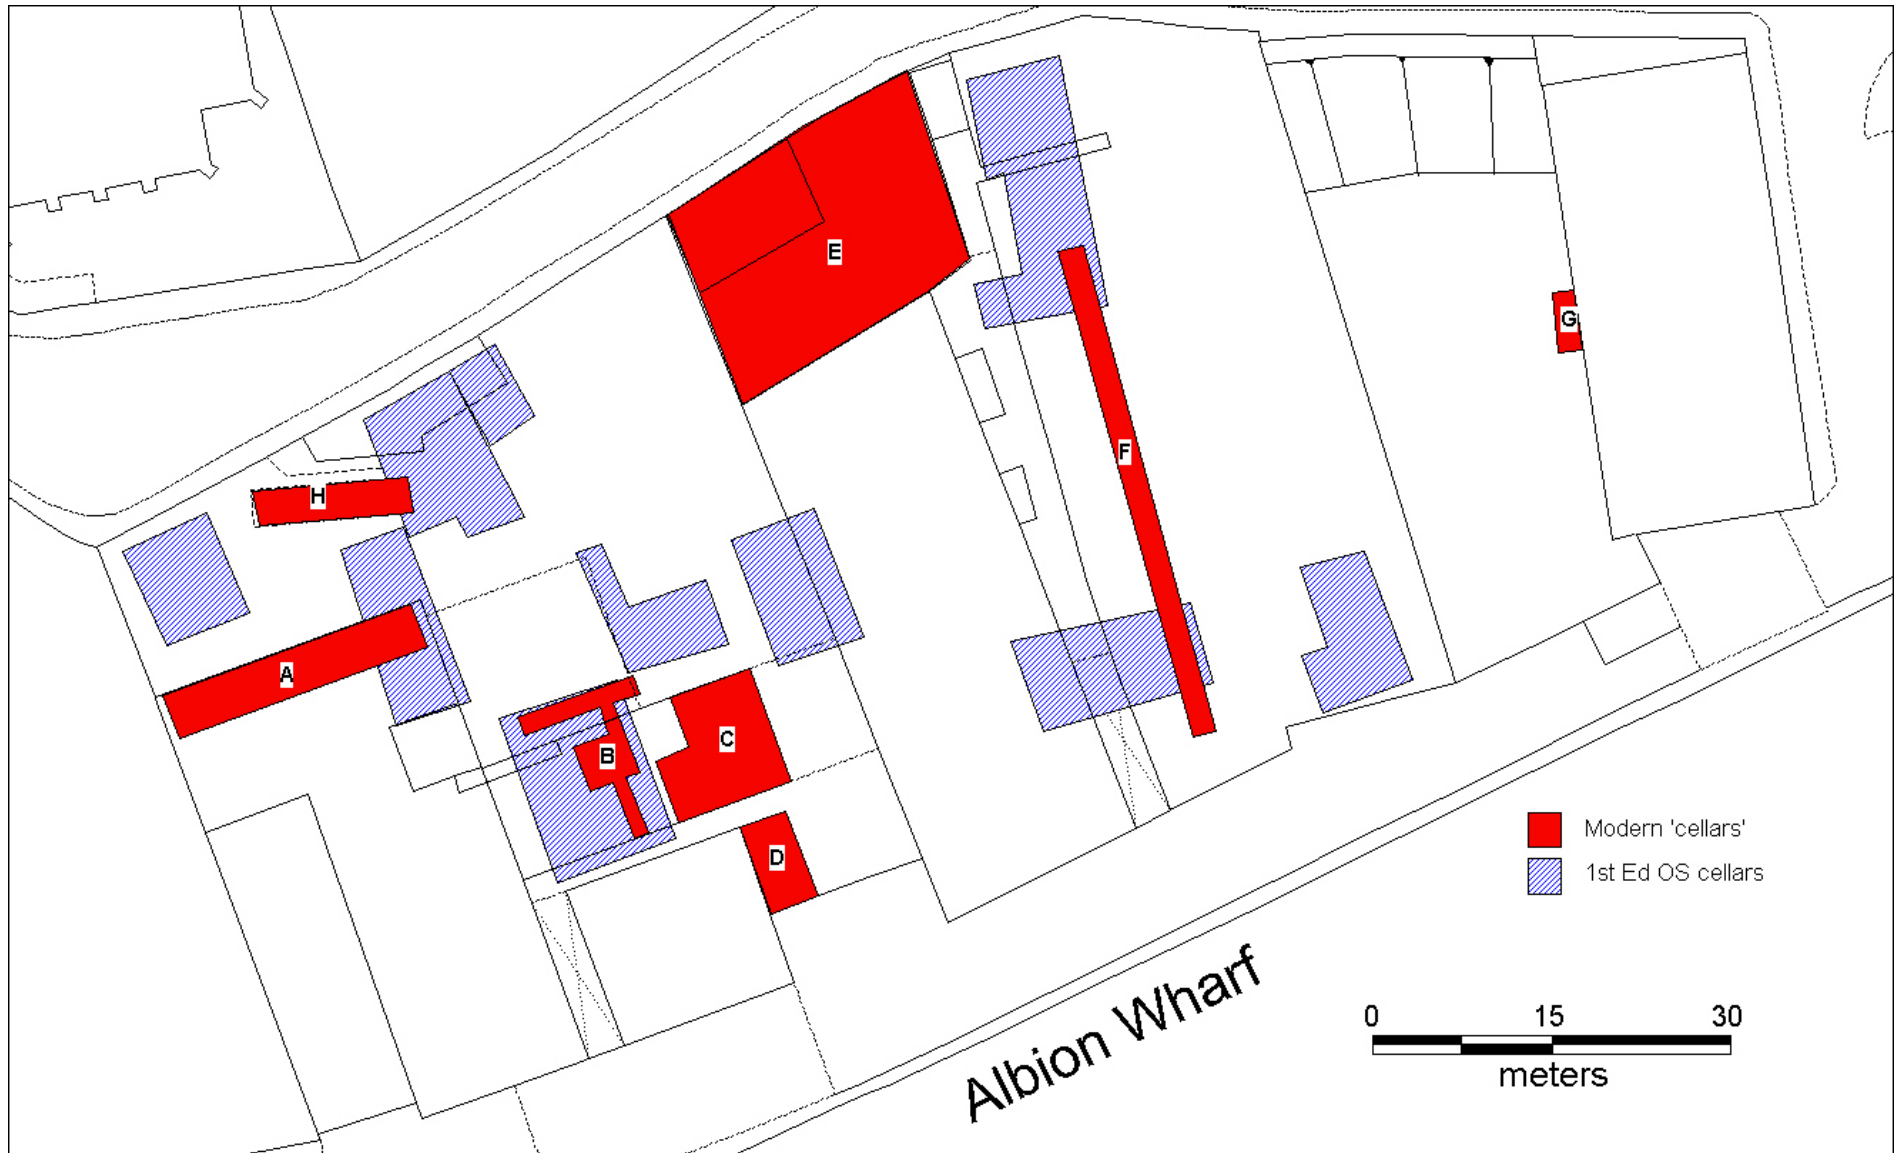 E
G
F
H
A
B
C
D
Modern 'cellars'
1st Ed OS cellars
Albion Wharf
0 15 30
meters